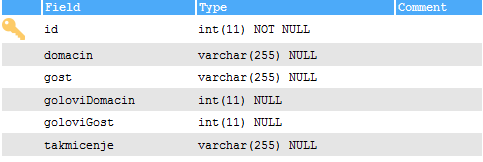 Field Type Comment
id int(11) NOT NULL
domacin varchar(255) NULL
gost varchar(255) NULL
goloviDomacin int(11) NULL
goloviGost int(11) NULL
takmicenje varchar(255) NULL